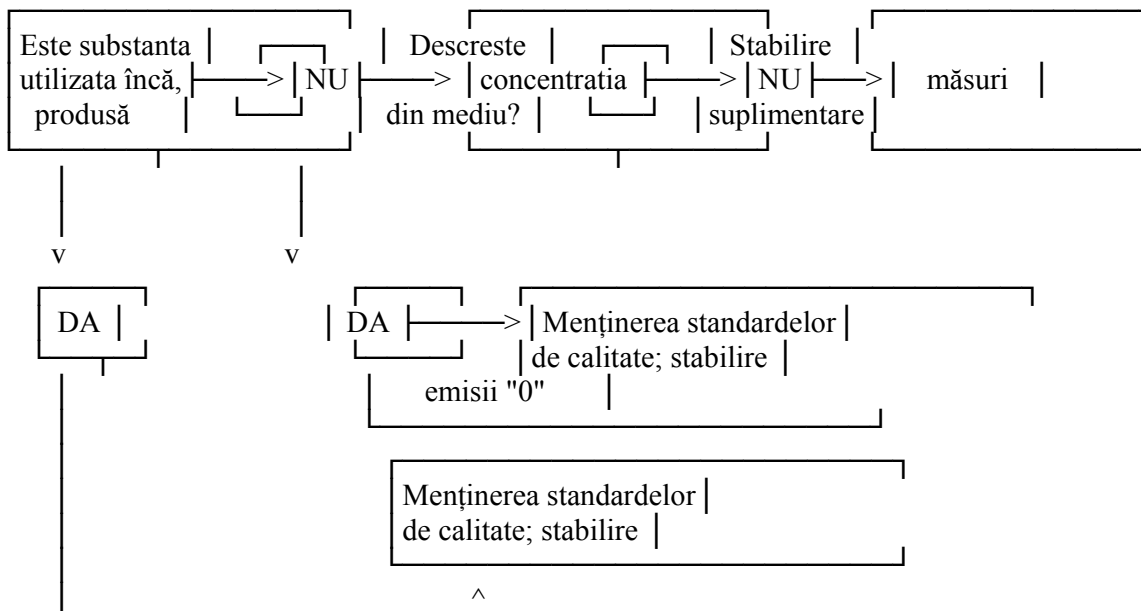 Este substanta Descreste Stabilire
utilizata încă, NU concentratia NU măsuri
produsă din mediu? suplimentare
v v
DA DA Menținerea standardelor
de calitate; stabilire
emisii "0"
Menținerea standardelor
de calitate; stabilire
^